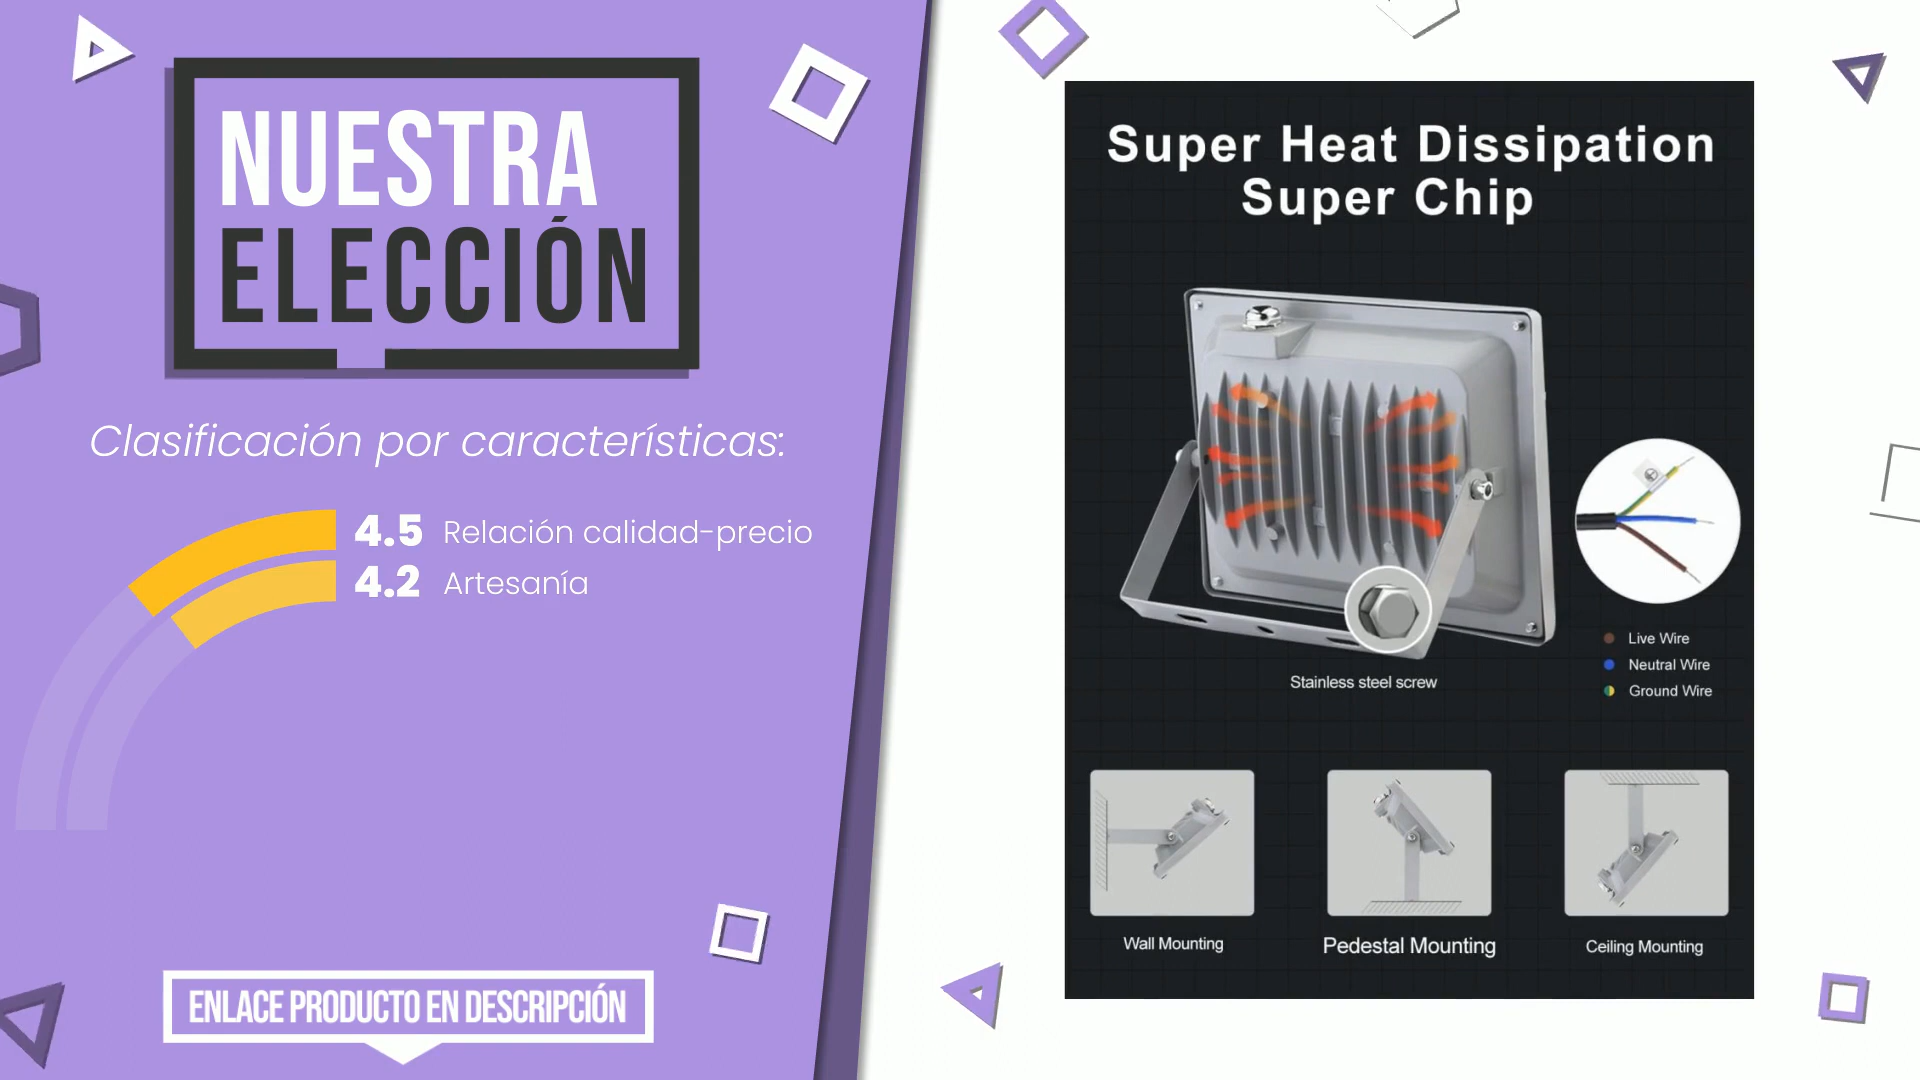 NUESTRA
ELECCIÓN
Clasificación por características:
4.5 Relación calidad-precio
4.2 Artesanía
ENLACE PRODUCTO EN DESCRIPCIÓN
Super Heat Dissipation
Super Chip
Live Wire
Neutral Wire
Ground Wire
Stainless steel screw
Wall Mounting
Pedestal Mounting
Ceiling Mounting